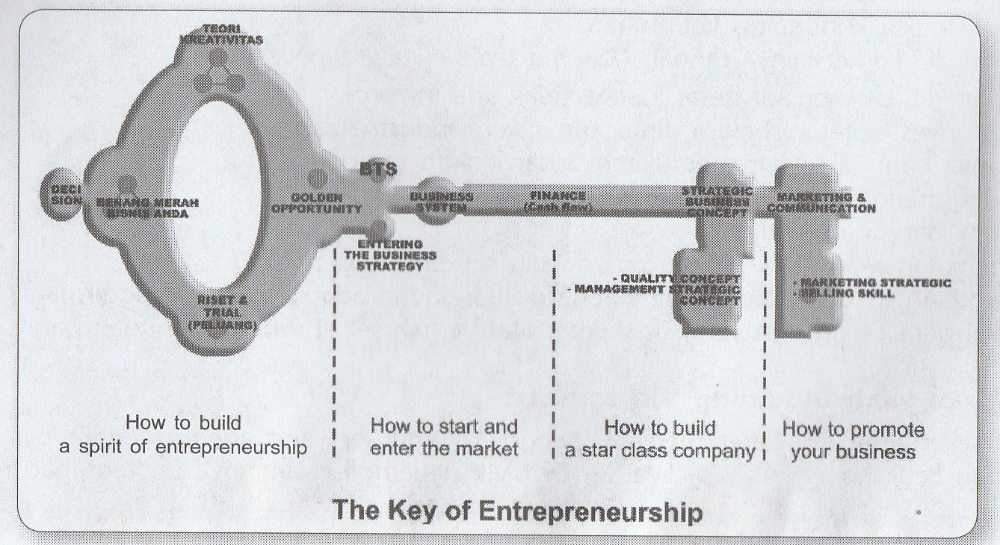 TEORI
KREATIVITAS
DECI
SION
BENANG MERAH
BISNIS ANDA
GOLDEN
OPPORTUNITY
RISET &
TRIAL
(PELUANG)
BTS
ENTERING
THE BUSINESS
STRATEGY
BUSINESS
SYSTEM
FINANCE
(Cash flow)
STRATEGIC
BUSINESS
CONCEPT
- QUALITY CONCEPT
- MANAGEMENT STRATEGIC
CONCEPT
MARKETING &
COMMUNICATION
- MARKETING STRATEGIC
- SELLING SKILL
How to build
a spirit of entrepreneurship
How to start and
enter the market
How to build
a star class company
How to promote
your business
The Key of Entrepreneurship